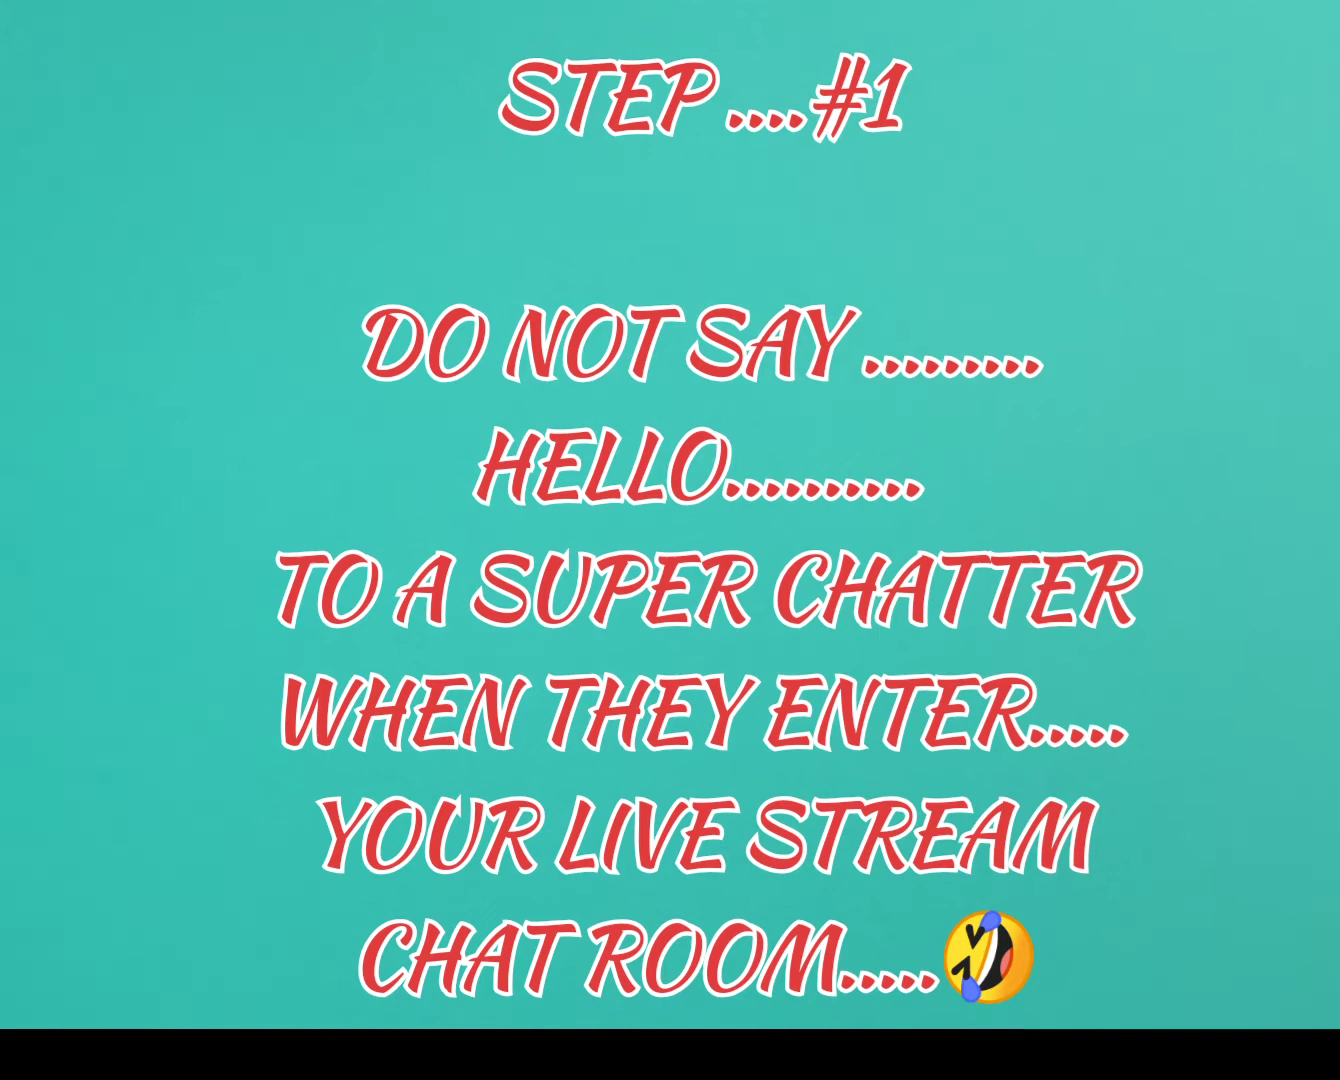 STEP ....#1
DO NOT SAY .........
HELLO..........
TO A SUPER CHATTER
WHEN THEY ENTER.....
YOUR LIVE STREAM
CHAT ROOM.....🤣